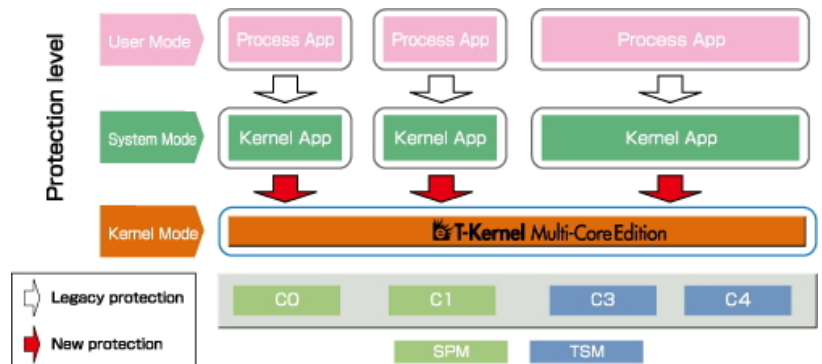 Protection level
User Mode
Process App
Process App
Process App
System Mode
Kernel App
Kernel App
Kernel App
Kernel Mode
eT-Kernel Multi-Core Edition
Legacy protection
New protection
C0
C1
C3
C4
SPM
TSM